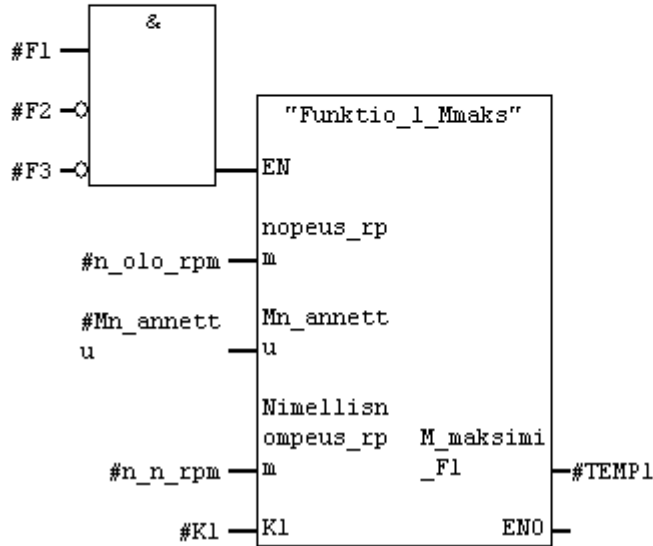 &
#F1
#F2
#F3
"Funktio_1_Mmaks"
EN
nopeus_rp
#n_olo_rpm m
#Mn_annett Mn_annett
u u
Nimellisn
ompeus_rp M_maksimi
#n_n_rpm m _F1 #TEMP1
#K1 K1 ENO